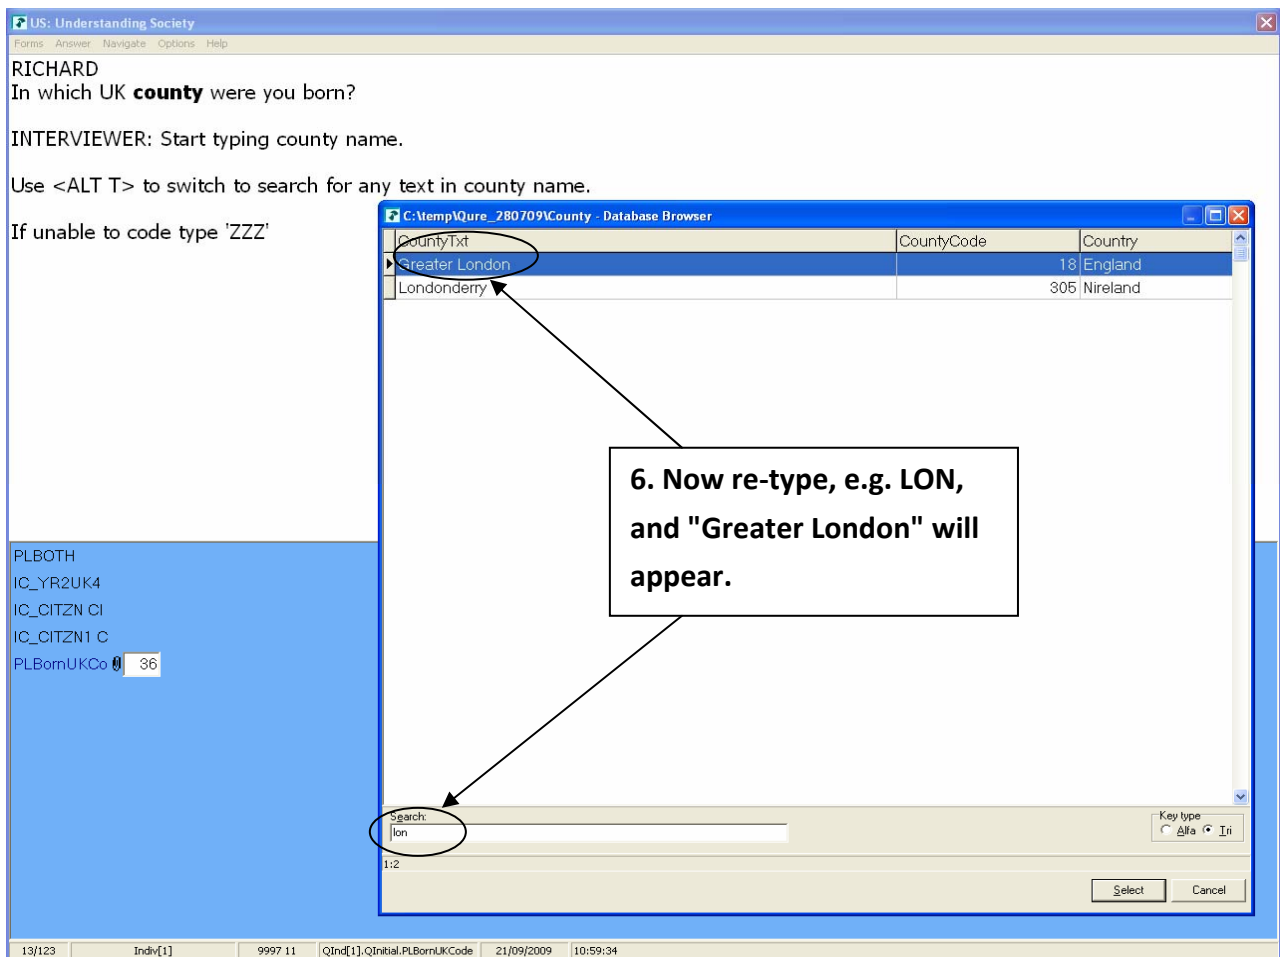 US: Understanding Society
Forms Answer Navigate Options Help
RICHARD
In which UK county were you born?
INTERVIEWER: Start typing county name.
Use <ALT T> to switch to search for any text in county name.
If unable to code type 'ZZZ'
C:\temp\Qure_280709\County - Database Browser
CountyTxt CountyCode Country
Greater London 18 England
Londonderry 305 Nireland
6. Now re-type, e.g. LON,
and "Greater London" will
appear.
PLBOTH
IC_YR2UK4
IC_CITZN CI
IC_CITZN1 C
PLBornUKCo 36
Search:
lon
Key type
Alfa Tri
1:2
Select Cancel
13/123 Indiv[1] 9997 11 QInd[1].QInitial.PLBornUKCode 21/09/2009 10:59:34